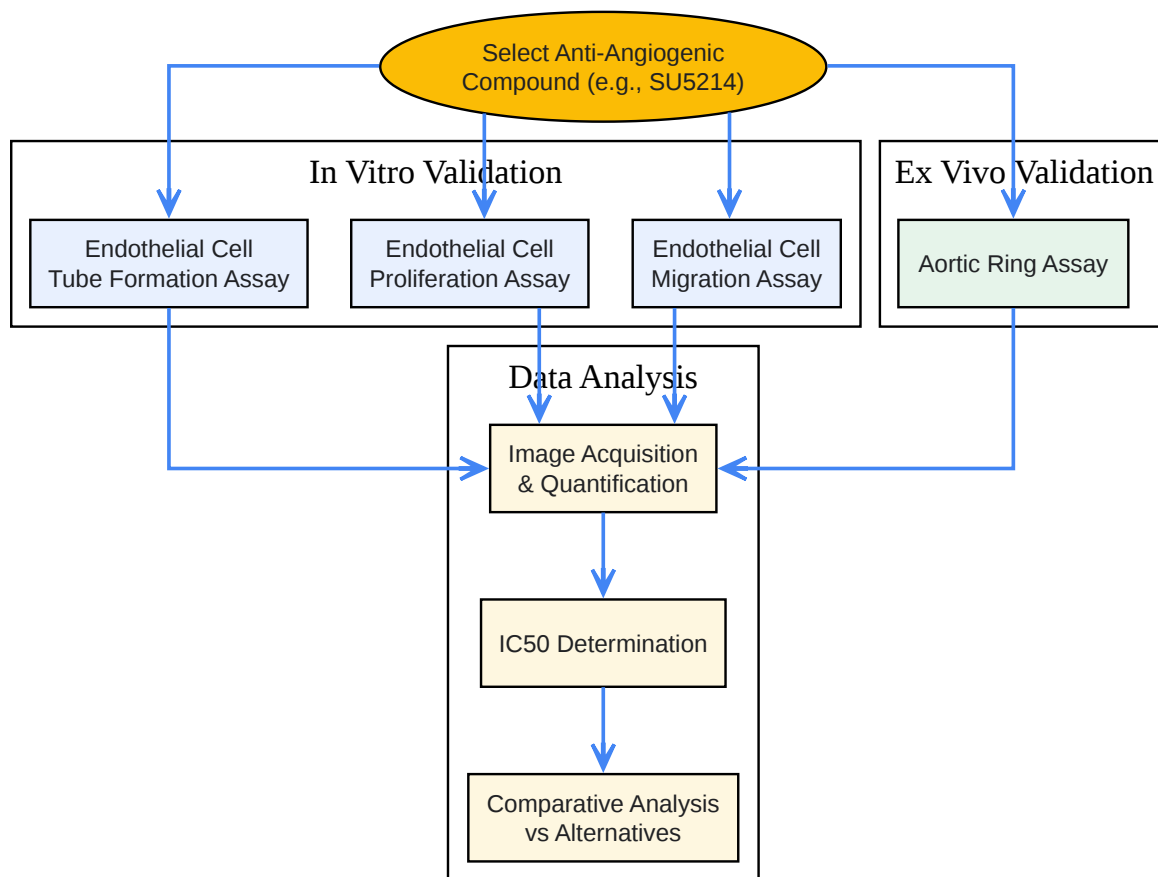 Select Anti-Angiogenic
Compound (e.g., SU5214)
In Vitro Validation
Ex Vivo Validation
Endothelial Cell
Tube Formation Assay
Endothelial Cell
Proliferation Assay
Endothelial Cell
Migration Assay
Aortic Ring Assay
Data Analysis
Image Acquisition
& Quantification
IC50 Determination
Comparative Analysis
vs Alternatives